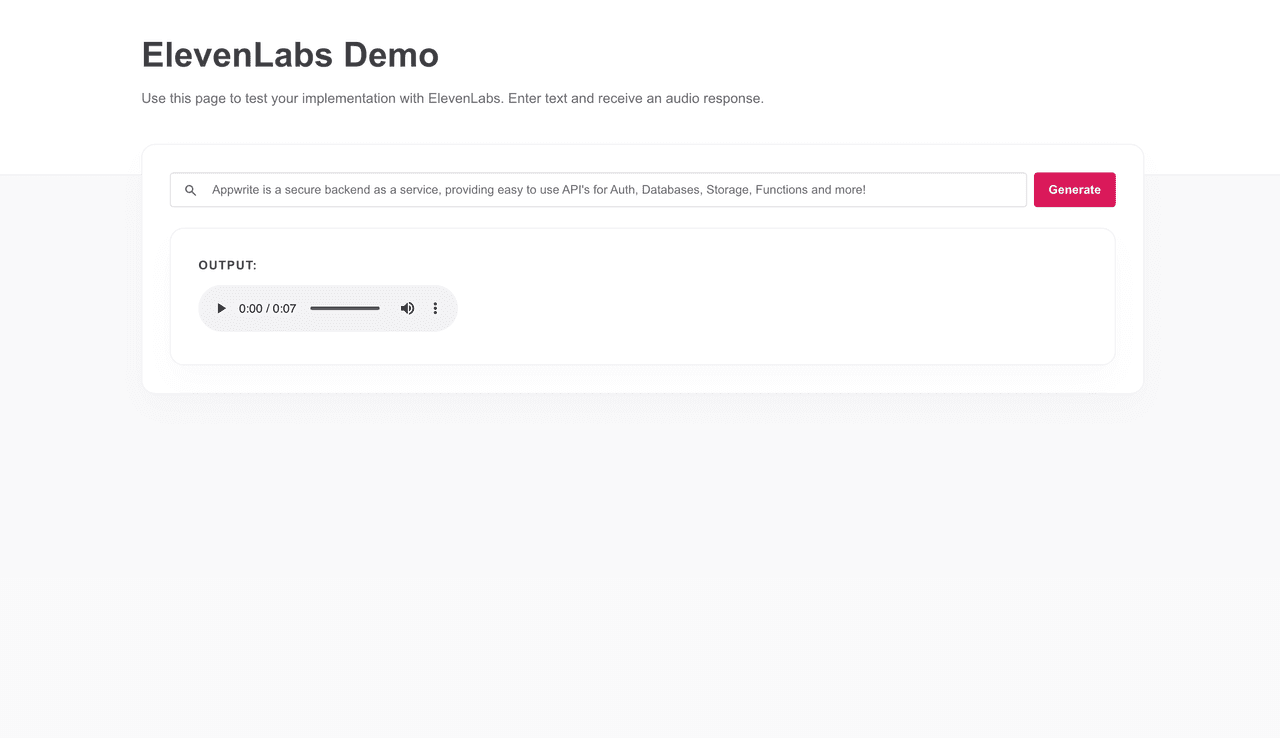 ElevenLabs Demo
Use this page to test your implementation with ElevenLabs. Enter text and receive an audio response.
Appwrite is a secure backend as a service, providing easy to use API's for Auth, Databases, Storage, Functions and more!
Generate
OUTPUT:
0:00 / 0:07